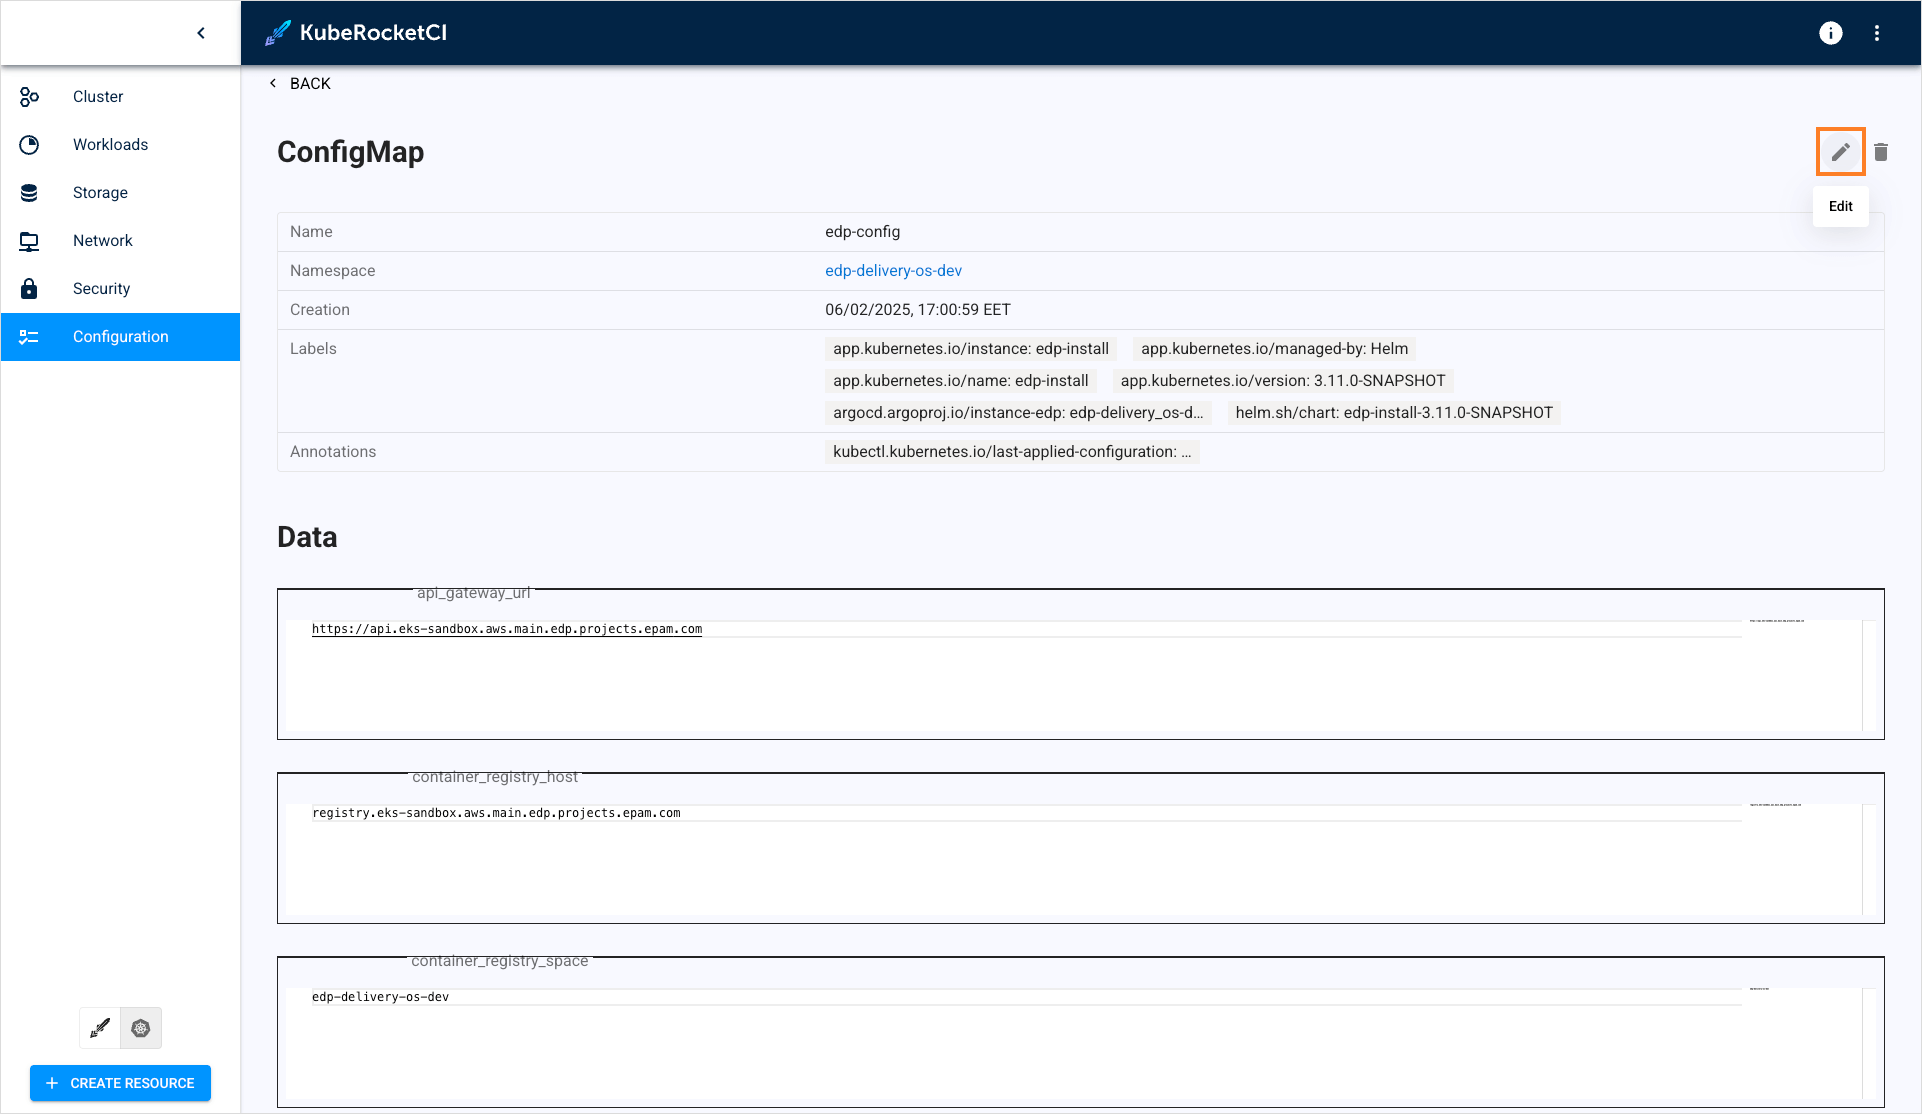 KubeRocketCI
BACK
Cluster
Workloads
Storage
Network
Security
Configuration
CREATE RESOURCE
ConfigMap
Edit
Name edp-config
Namespace edp-delivery-os-dev
Creation 06/02/2025, 17:00:59 EET
Labels app.kubernetes.io/instance: edp-install app.kubernetes.io/managed-by: Helm
app.kubernetes.io/name: edp-install app.kubernetes.io/version: 3.11.0-SNAPSHOT
argocd.argoproj.io/instance-edp: edp-delivery_os-d... helm.sh/chart: edp-install-3.11.0-SNAPSHOT
Annotations kubectl.kubernetes.io/last-applied-configuration: ...
Data
api_gateway_url
https://api.eks-sandbox.aws.main.edp.projects.epam.com
container_registry_host
registry.eks-sandbox.aws.main.edp.projects.epam.com
container_registry_space
edp-delivery-os-dev